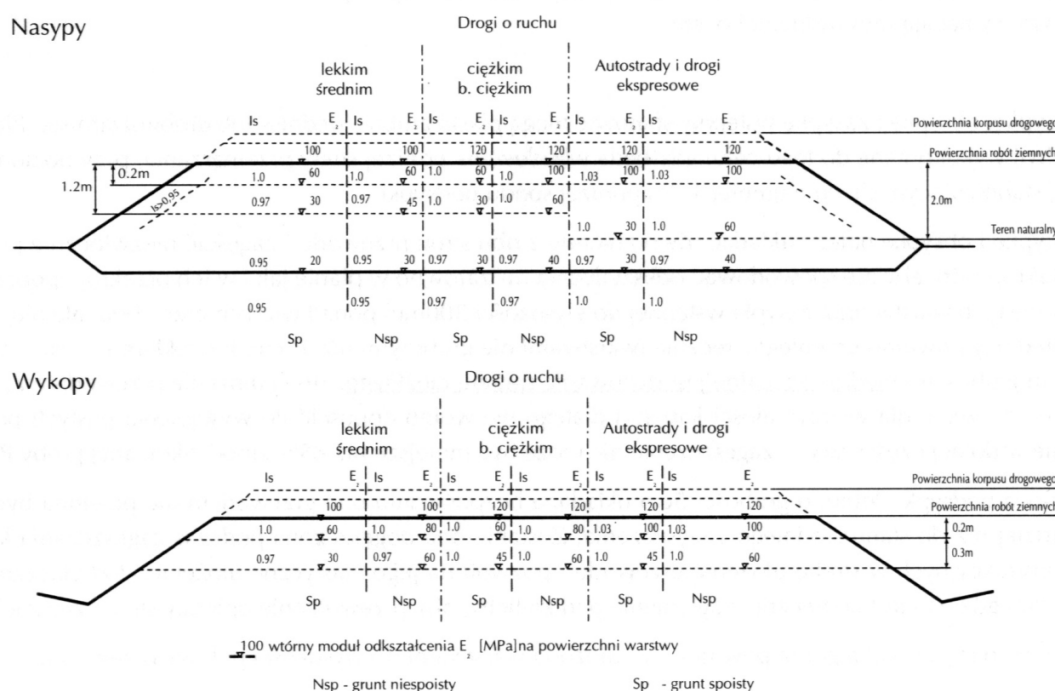 Nasypy
Drogi o ruchu
lekkim średnim
ciężkim b. ciężkim
Autostrady i drogi ekspresowe
Is E₂ Is E₂ Is E₂ Is E₂ Is E₂ Is E₂
Powierzchnia korpusu drogowego
100 100 120 120 120 120
Powierzchnia robót ziemnych
0.2m
1.2m
Is>0,95
1.0 60 1.0 60 1.0 60 1.0 100 1.03 100 1.03 100
0.97 30 0.97 45 1.0 30 1.0 60
2.0m
1.0 30 1.0 60
Teren naturalny
0.95 20 0.95 30 0.97 30 0.97 40 0.97 30 0.97 40
0.95 0.95 0.97 0.97 1.0 1.0
Sp Nsp Sp Nsp Sp Nsp
Wykopy
Drogi o ruchu
lekkim średnim
ciężkim b. ciężkim
Autostrady i drogi ekspresowe
Is E₂ Is E₂ Is E₂ Is E₂ Is E₂ Is E₂
Powierzchnia korpusu drogowego
100 100 120 120 120 120
Powierzchnia robót ziemnych
1.0 60 1.0 80 1.0 60 1.0 80 1.03 100 1.03 100
0.2m
0.3m
0.97 30 0.97 60 1.0 45 1.0 60 1.0 45 1.0 60
Sp Nsp Sp Nsp Sp Nsp
100 wtórny moduł odkształcenia E₂ [MPa]na powierzchni warstwy
Nsp - grunt niespoisty Sp - grunt spoisty